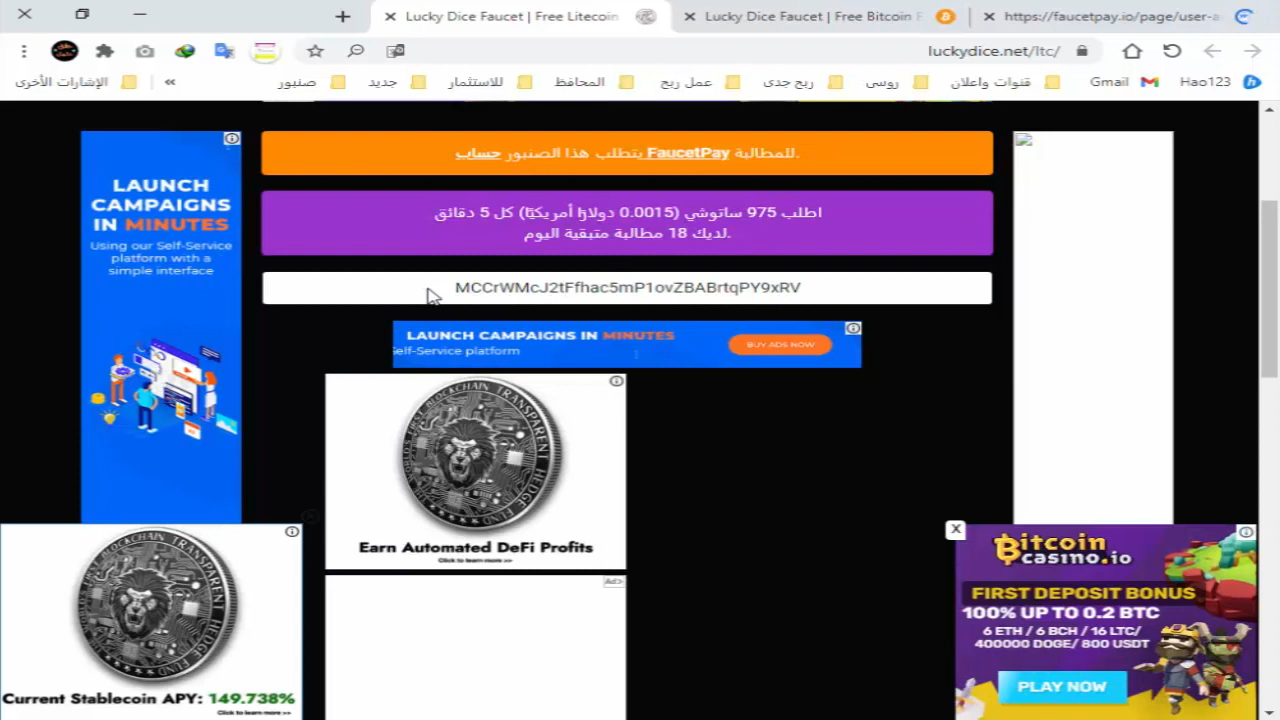 Lucky Dice Faucet | Free Litecoin
Lucky Dice Faucet | Free Bitcoin F
https://faucetpay.io/page/user-a
luckydice.net/ltc/
الإشارات الأخرى
«
صنبور
جديد
للاستثمار
المحافظ
عمل ربح
ربح جدى
روسى
قنوات واعلان
Gmail
Hao123
للمطالبة FaucetPay يتطلب هذا الصنبور حساب.
اطلب 975 ساتوشي (0.0015 دولارًا أمريكيًا) كل 5 دقائق
لديك 18 مطالبة متبقية اليوم.
MCCrWMcJ2tFfhac5mP1ovZBABrtqPY9xRV
LAUNCH
CAMPAIGNS
IN MINUTES
Using our Self-Service
platform with a
simple interface
LAUNCH CAMPAIGNS IN MINUTES
Self-Service platform
BUY ADS NOW
Earn Automated DeFi Profits
Click to learn more >>
Ad>
Current Stablecoin APY: 149.738%
Click to learn more >>
X
Bitcoin
casino.io
FIRST DEPOSIT BONUS
100% UP TO 0.2 BTC
6 ETH / 6 BCH / 16 LTC/
400000 DOGE/ 800 USDT
PLAY NOW